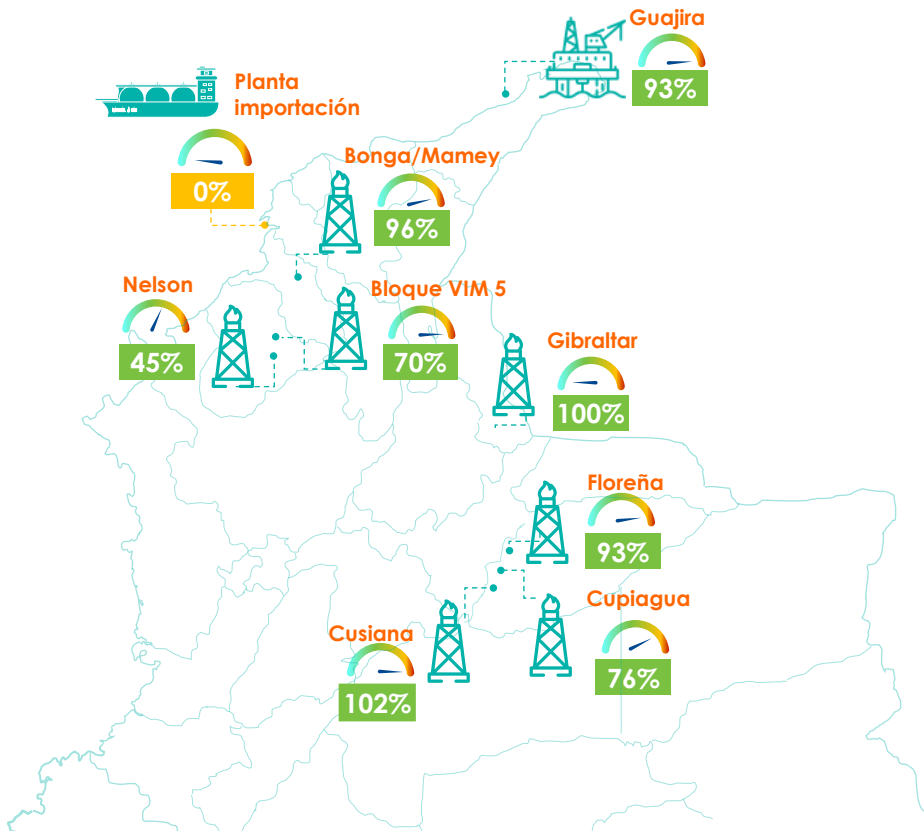 Guajira
93%
Planta
importación
0%
Bonga/Mamey
96%
Nelson
45%
Bloque VIM 5
70%
Gibraltar
100%
Floreña
93%
Cupiagua
76%
Cusiana
102%